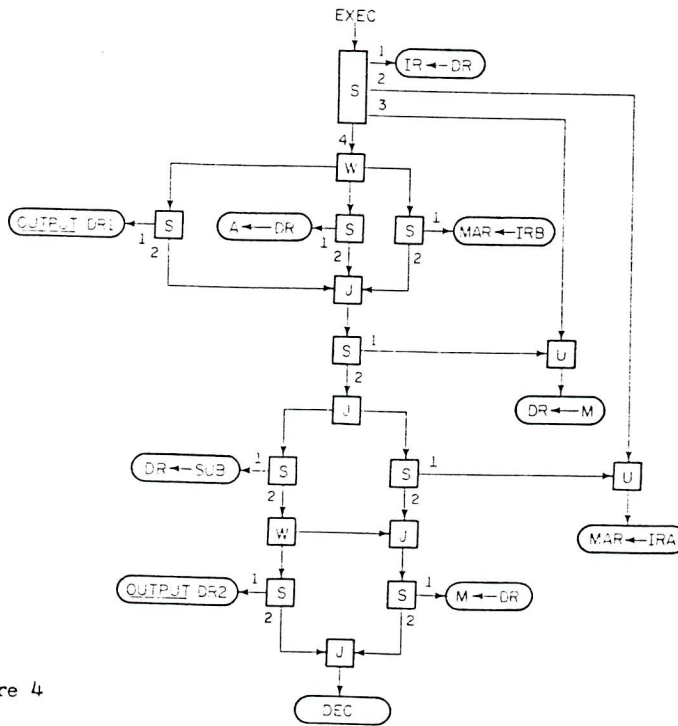 EXEC
1
IR ← DR
2
S
3
4
W
OUTPUT DR1
S
A ← DR
S
S
1
MAR ← IRB
1
1
2
2
2
J
S
1
U
2
DR ← M
J
DR ← SUB
1
S
S
1
U
2
2
W
J
MAR ← IRA
OUTPUT DR2
1
S
S
1
M ← DR
2
2
J
re 4
DEC